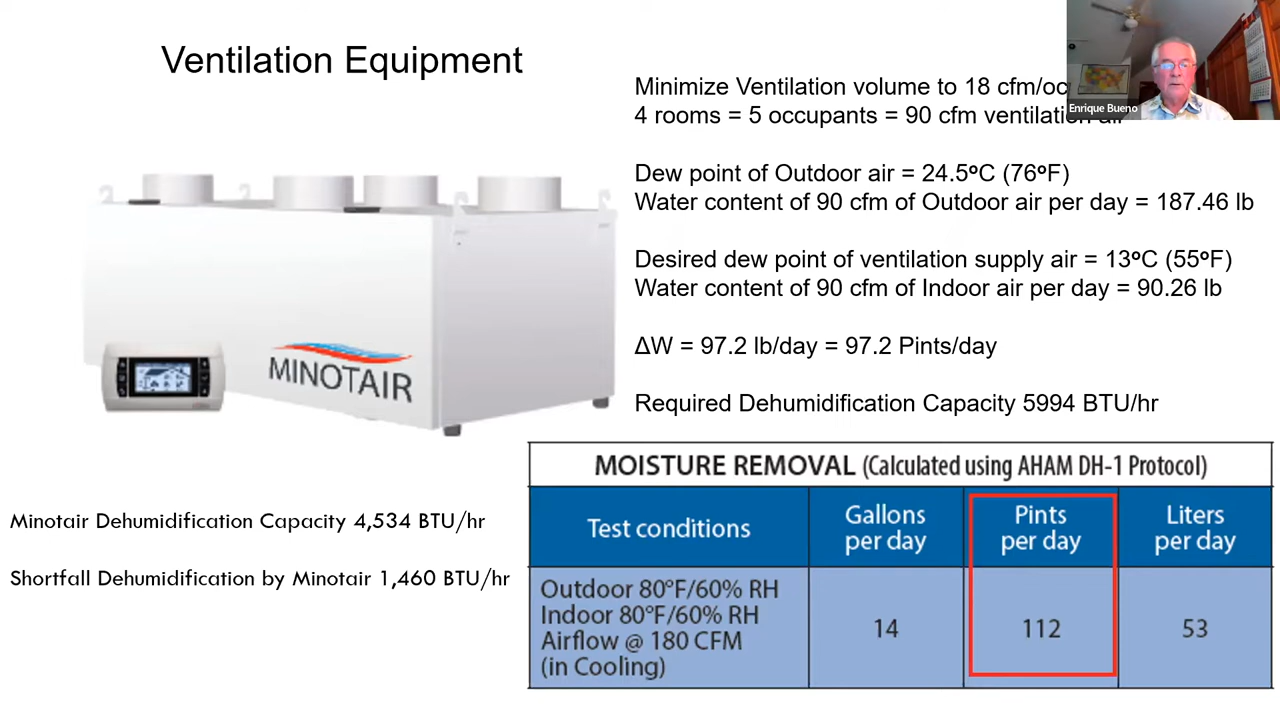 Ventilation Equipment
Minimize Ventilation volume to 18 cfm/oc
4 rooms = 5 occupants = 90 cfm ventilation air
Enrique Bueno
Dew point of Outdoor air = 24.5ºC (76ºF)
Water content of 90 cfm of Outdoor air per day = 187.46 lb
Desired dew point of ventilation supply air = 13ºC (55ºF)
Water content of 90 cfm of Indoor air per day = 90.26 lb
ΔW = 97.2 lb/day = 97.2 Pints/day
Required Dehumidification Capacity 5994 BTU/hr
MINOTAIR
Minotair Dehumidification Capacity 4,534 BTU/hr
Shortfall Dehumidification by Minotair 1,460 BTU/hr
MOISTURE REMOVAL (Calculated using AHAM DH-1 Protocol)
Test conditions
Gallons per day
Pints per day
Liters per day
Outdoor 80°F/60% RH
Indoor 80°F/60% RH
Airflow @ 180 CFM
(in Cooling)
14
112
53